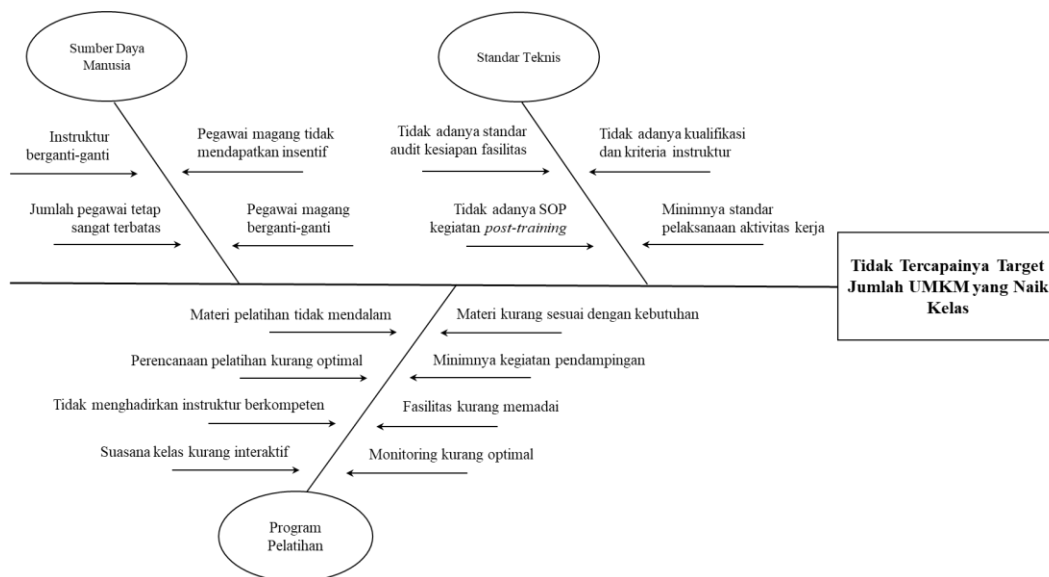 Sumber Daya
Manusia
Standar Teknis
Instruktur
berganti-ganti
Pegawai magang tidak
mendapatkan insentif
Tidak adanya standar
audit kesiapan fasilitas
Tidak adanya kualifikasi
dan kriteria instruktur
Jumlah pegawai tetap
sangat terbatas
Pegawai magang
berganti-ganti
Tidak adanya SOP
kegiatan post-training
Minimnya standar
pelaksanaan aktivitas kerja
Tidak Tercapainya Target
Jumlah UMKM yang Naik
Kelas
Materi pelatihan tidak mendalam
Materi kurang sesuai dengan kebutuhan
Perencanaan pelatihan kurang optimal
Minimnya kegiatan pendampingan
Tidak menghadirkan instruktur berkompeten
Fasilitas kurang memadai
Suasana kelas kurang interaktif
Monitoring kurang optimal
Program
Pelatihan